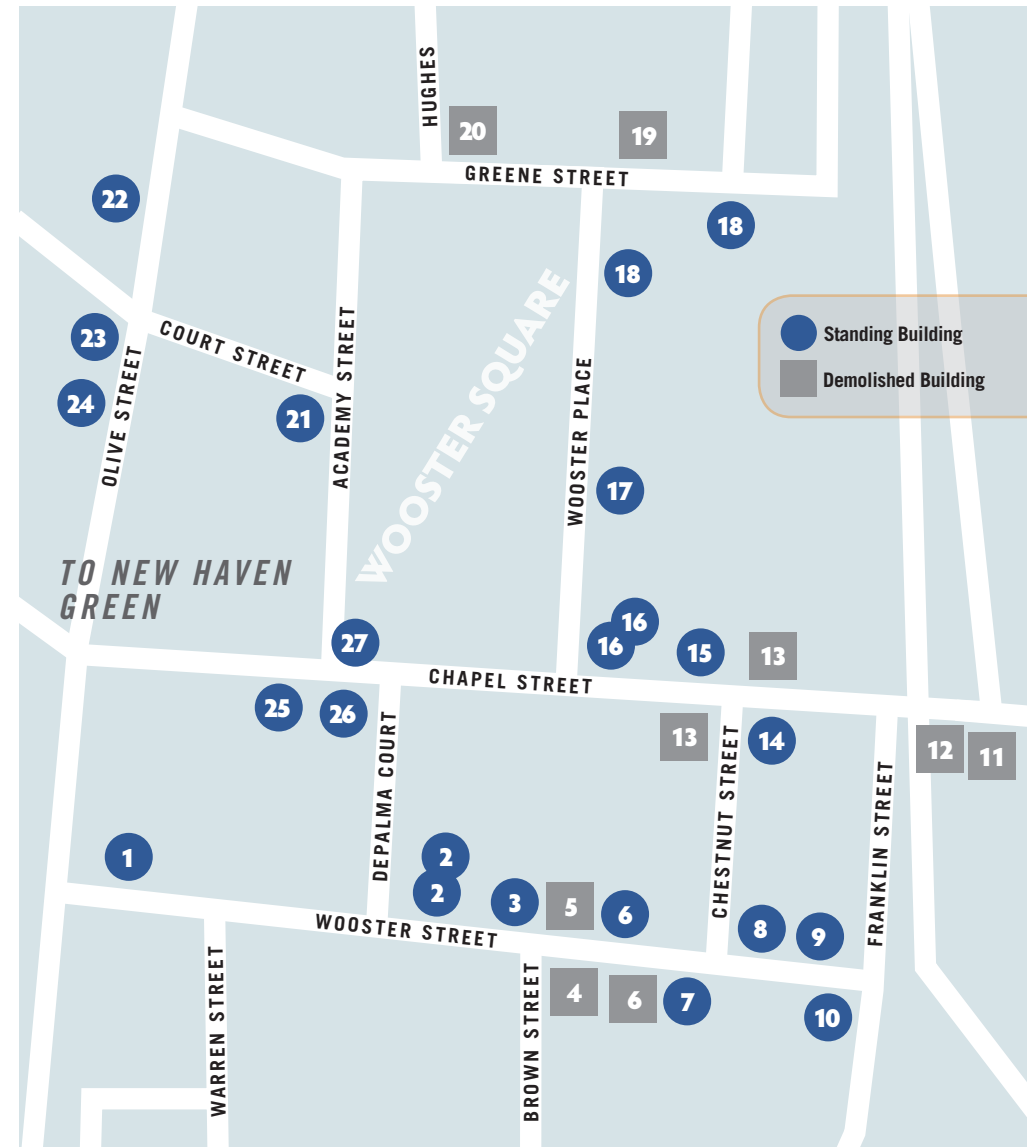 HUGHES
20
19
GREENE STREET
22
18
18
WOOSTER SQUARE
Standing Building
Demolished Building
23
COURT STREET
24
21
OLIVE STREET
ACADEMY STREET
WOOSTER PLACE
17
TO NEW HAVEN
GREEN
16
16
27
15
13
CHAPEL STREET
25
26
13
14
12
11
DEPALMA COURT
CHESTNUT STREET
FRANKLIN STREET
1
2
2
3
5
6
8
9
WOOSTER STREET
WARREN STREET
BROWN STREET
4
6
7
10